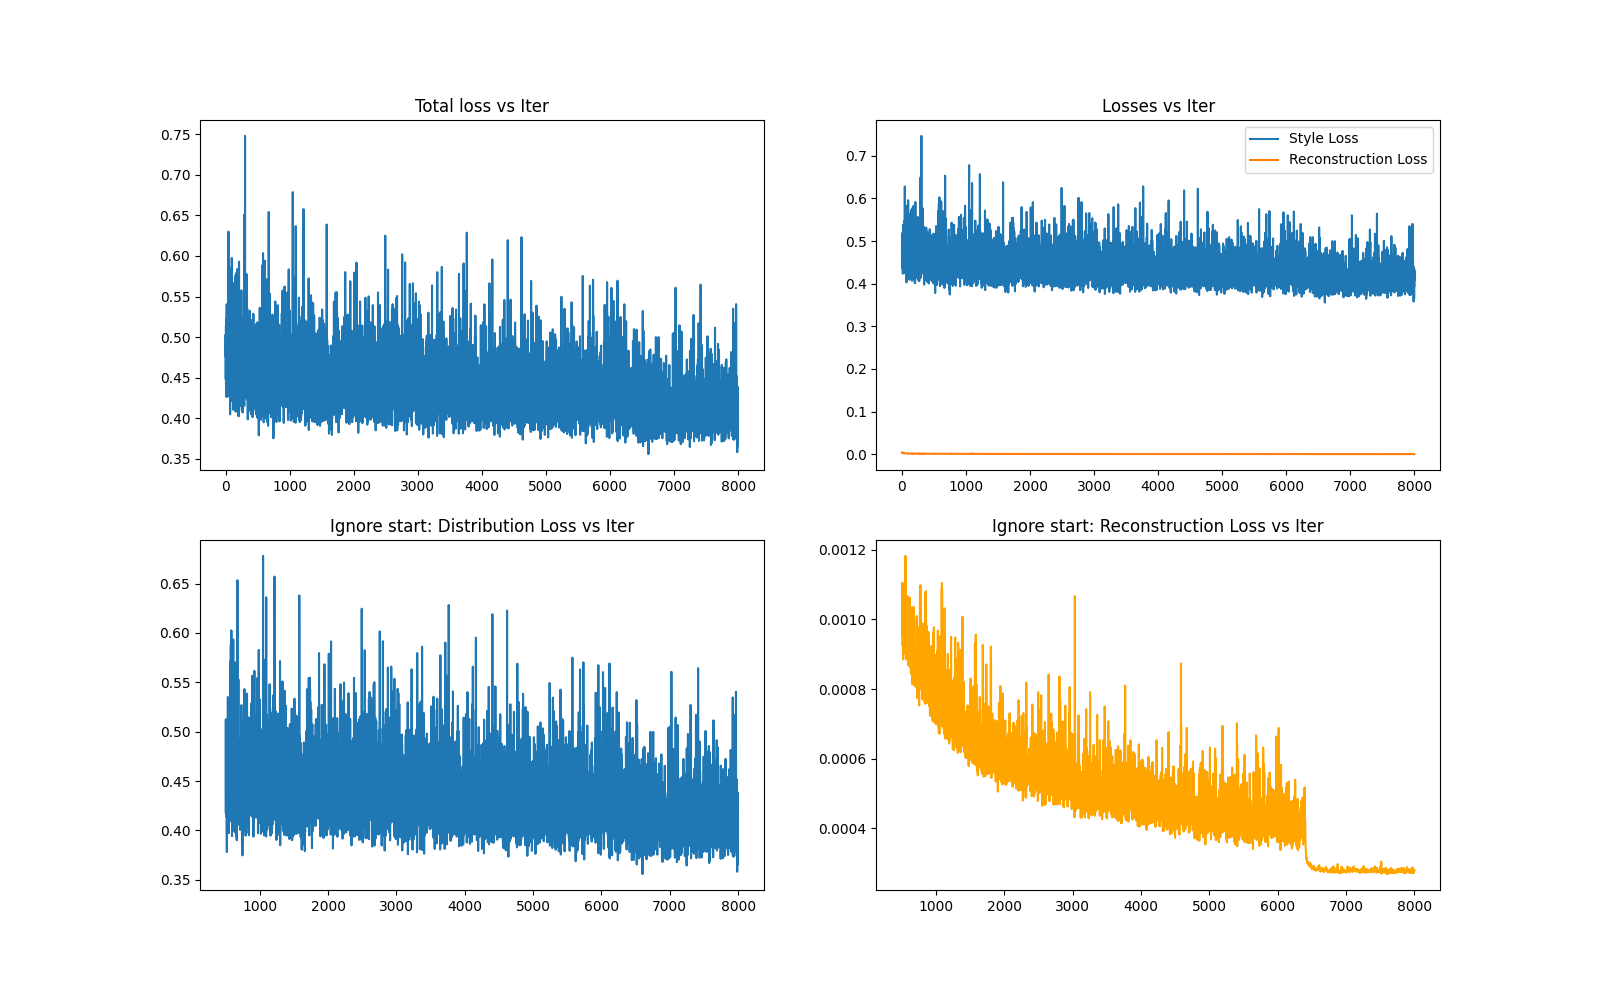 Total loss vs Iter
0.75
0.70
0.65
0.60
0.55
0.50
0.45
0.40
0.35
0 1000 2000 3000 4000 5000 6000 7000 8000
Losses vs Iter
Style Loss
Reconstruction Loss
0.7
0.6
0.5
0.4
0.3
0.2
0.1
0.0
0 1000 2000 3000 4000 5000 6000 7000 8000
Ignore start: Distribution Loss vs Iter
0.65
0.60
0.55
0.50
0.45
0.40
0.35
1000 2000 3000 4000 5000 6000 7000 8000
Ignore start: Reconstruction Loss vs Iter
0.0012
0.0010
0.0008
0.0006
0.0004
1000 2000 3000 4000 5000 6000 7000 8000